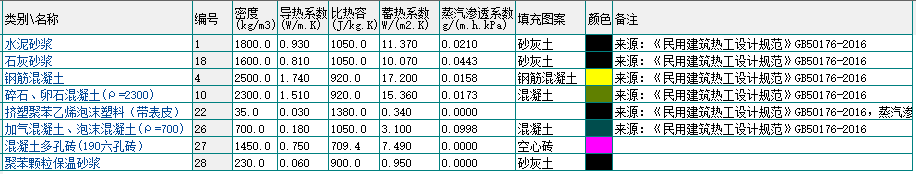 类别\名称 编号 密度(kg/m3) 导热系数(W/m.K) 比热容(J/kg.K) 蓄热系数W/(m2.K) 蒸汽渗透系数g/(m.h.kPa) 填充图案 颜色 备注
水泥砂浆 1 1800.0 0.930 1050.0 11.370 0.0210 砂灰土 来源：《民用建筑热工设计规范》GB50176-2016
石灰砂浆 18 1600.0 0.810 1050.0 10.070 0.0443 砂灰土 来源：《民用建筑热工设计规范》GB50176-2016
钢筋混凝土 4 2500.0 1.740 920.0 17.200 0.0158 钢筋混凝土 来源：《民用建筑热工设计规范》GB50176-2016
碎石、卵石混凝土(ρ=2300) 10 2300.0 1.510 920.0 15.360 0.0173 混凝土 来源：《民用建筑热工设计规范》GB50176-2016
挤塑聚苯乙烯泡沫塑料（带表皮） 22 35.0 0.030 1380.0 0.340 0.0000 来源：《民用建筑热工设计规范》GB50176-2016，蒸汽渗
加气混凝土、泡沫混凝土(ρ=700) 26 700.0 0.180 1050.0 3.100 0.0998 混凝土 来源：《民用建筑热工设计规范》GB50176-2016
混凝土多孔砖(190六孔砖) 27 1450.0 0.750 709.4 7.490 0.0000 空心砖
聚苯颗粒保温砂浆 28 230.0 0.060 900.0 0.950 0.0000 砂灰土